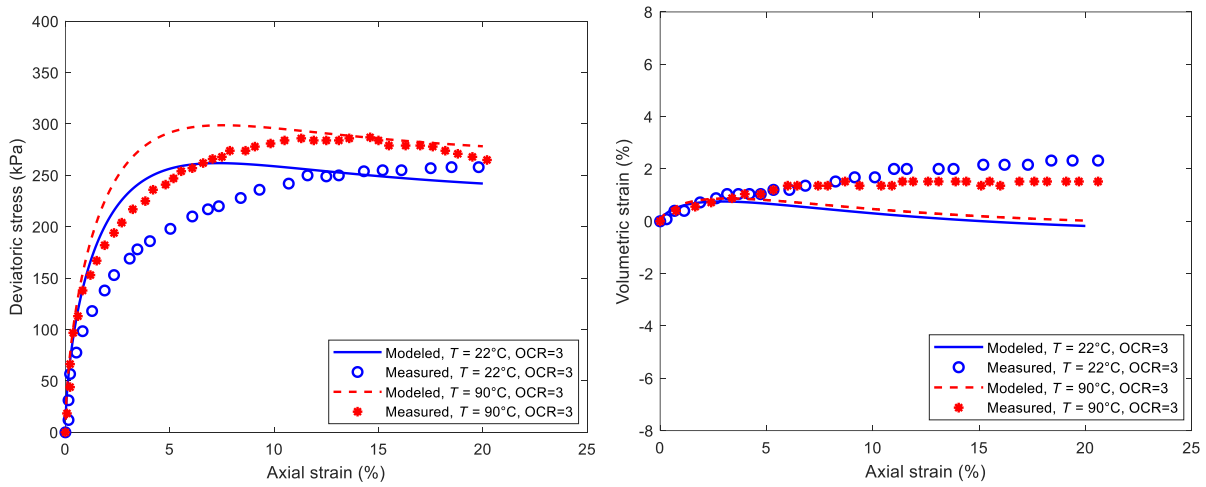 400
350
300
250
200
150
100
50
0
0 5 10 15 20 25
Deviatoric stress (kPa)
Axial strain (%)
Modeled, T = 22°C, OCR=3
Measured, T = 22°C, OCR=3
Modeled, T = 90°C, OCR=3
Measured, T = 90°C, OCR=3
8
6
4
2
0
-2
-4
-6
-8
0 5 10 15 20 25
Volumetric strain (%)
Axial strain (%)
Modeled, T = 22°C, OCR=3
Measured, T = 22°C, OCR=3
Modeled, T = 90°C, OCR=3
Measured, T = 90°C, OCR=3